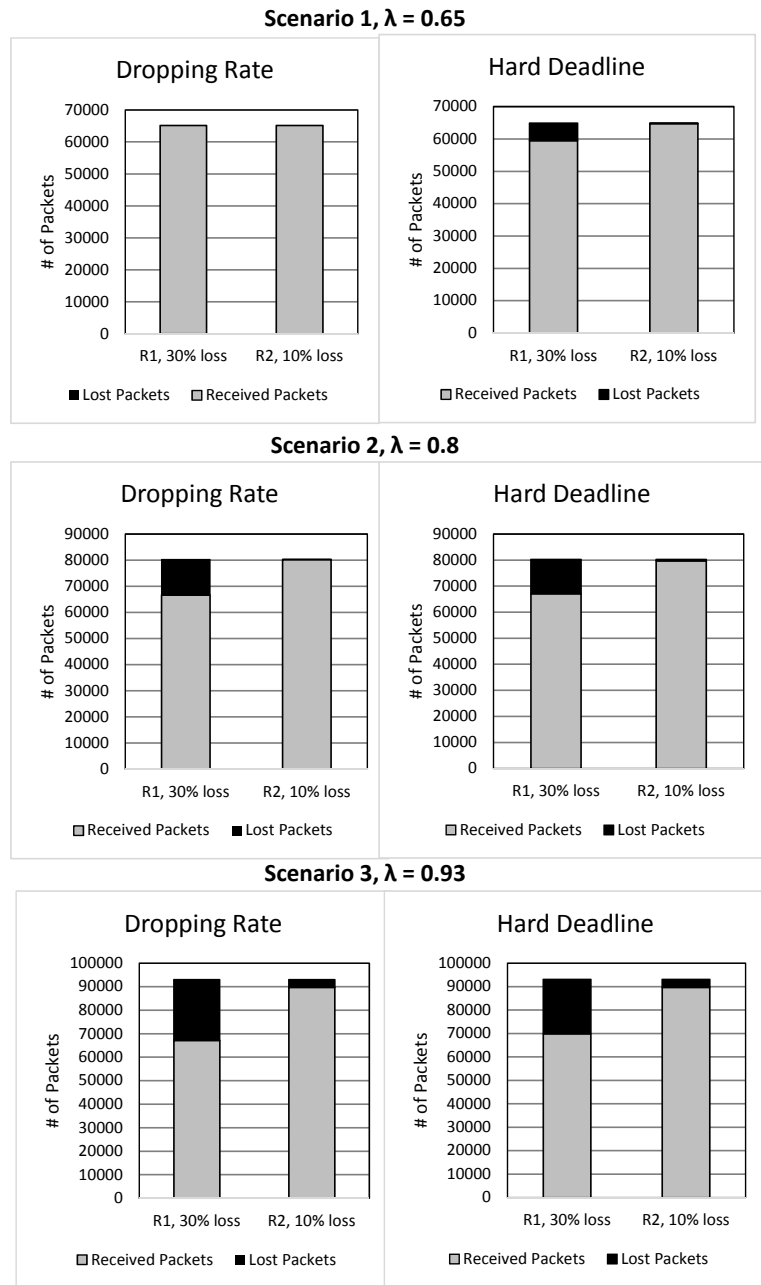 Scenario 1, λ = 0.65
Dropping Rate
# of Packets
70000
60000
50000
40000
30000
20000
10000
0
R1, 30% loss R2, 10% loss
Lost Packets Received Packets
Hard Deadline
# of Packets
70000
60000
50000
40000
30000
20000
10000
0
R1, 30% loss R2, 10% loss
Received Packets Lost Packets
Scenario 2, λ = 0.8
Dropping Rate
# of Packets
90000
80000
70000
60000
50000
40000
30000
20000
10000
0
R1, 30% loss R2, 10% loss
Received Packets Lost Packets
Hard Deadline
# of Packets
90000
80000
70000
60000
50000
40000
30000
20000
10000
0
R1, 30% loss R2, 10% loss
Received Packets Lost Packets
Scenario 3, λ = 0.93
Dropping Rate
# of Packets
100000
90000
80000
70000
60000
50000
40000
30000
20000
10000
0
R1, 30% loss R2, 10% loss
Received Packets Lost Packets
Hard Deadline
# of Packets
100000
90000
80000
70000
60000
50000
40000
30000
20000
10000
0
R1, 30% loss R2, 10% loss
Received Packets Lost Packets